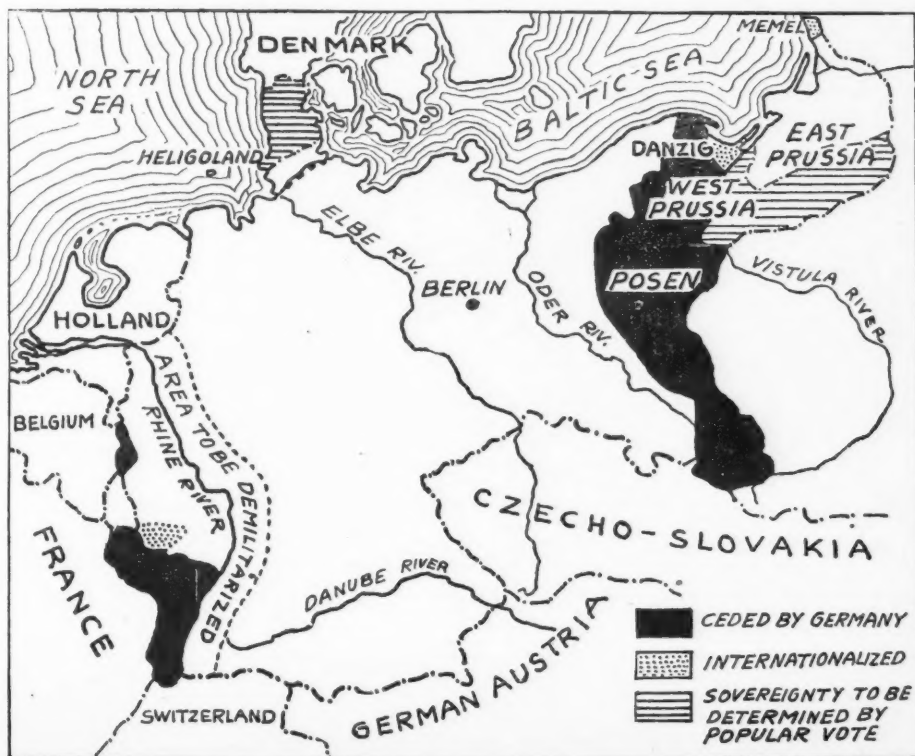 MEMEL
DENMARK
NORTH
SEA
BALTIC-SEA
HELIGOLAND
DANZIG
EAST
PRUSSIA
WEST
PRUSSIA
ELBE RIV.
BERLIN
ODER RIV.
POSEN
VISTULA RIVER
HOLLAND
AREA TO BE DEMILITARIZED
RHINE RIVER
BELGIUM
CZECHO-SLOVAKIA
FRANCE
DANUBE RIVER
GERMAN AUSTRIA
SWITZERLAND
CEDED BY GERMANY
INTERNATIONALIZED
SOVEREIGNTY TO BE
DETERMINED BY
POPULAR VOTE